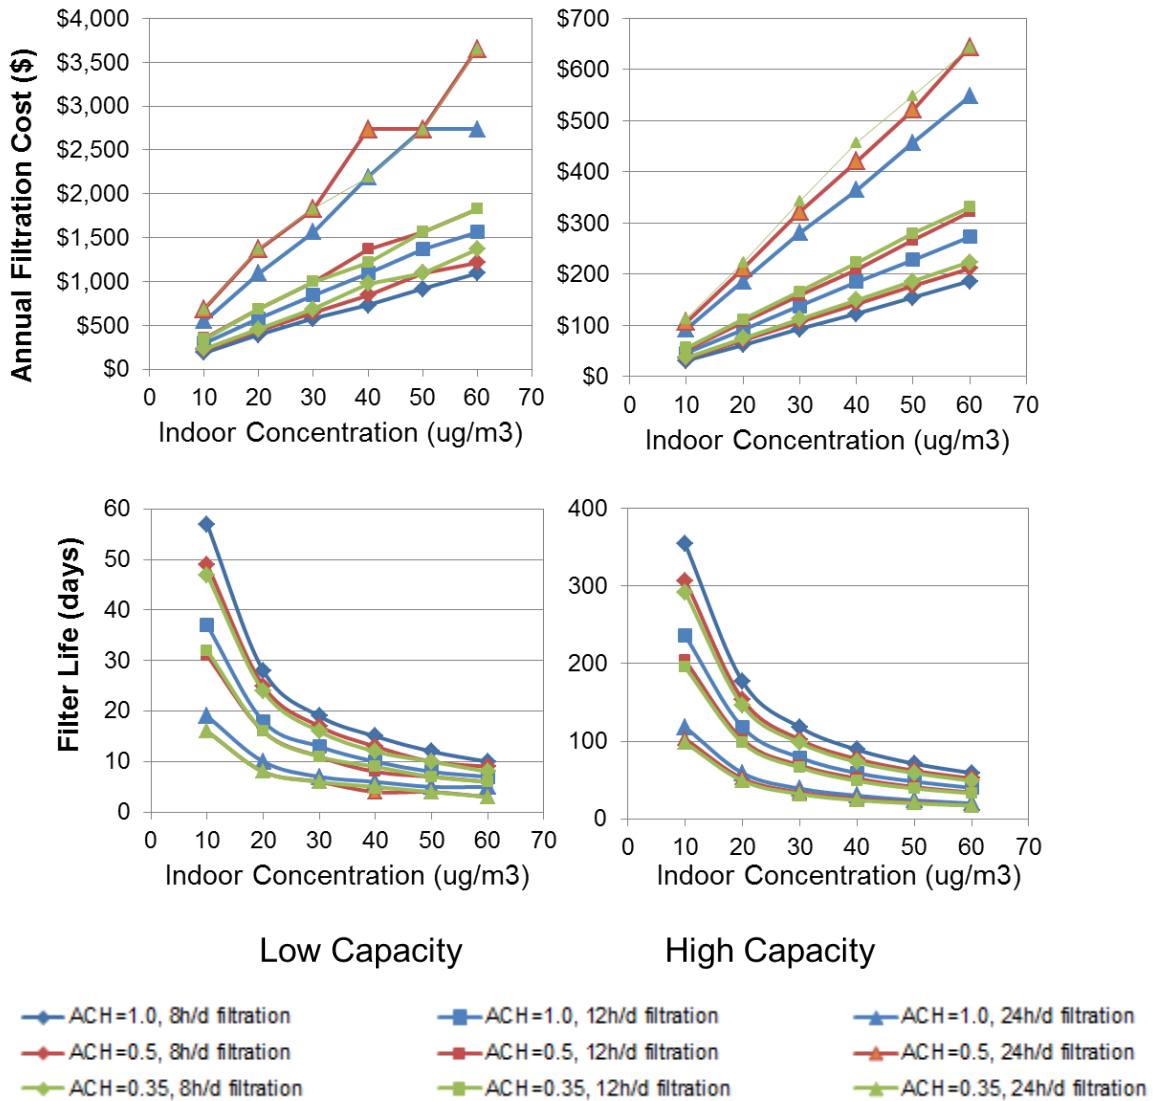 Annual Filtration Cost ($)
$4,000
$3,500
$3,000
$2,500
$2,000
$1,500
$1,000
$500
$0
0 10 20 30 40 50 60 70
Indoor Concentration (ug/m3)
$700
$600
$500
$400
$300
$200
$100
$0
0 10 20 30 40 50 60 70
Indoor Concentration (ug/m3)
Filter Life (days)
60
50
40
30
20
10
0
0 10 20 30 40 50 60 70
Indoor Concentration (ug/m3)
400
300
200
100
0
0 10 20 30 40 50 60 70
Indoor Concentration (ug/m3)
Low Capacity High Capacity
ACH=1.0, 8h/d filtration ACH=1.0, 12h/d filtration ACH=1.0, 24h/d filtration
ACH=0.5, 8h/d filtration ACH=0.5, 12h/d filtration ACH=0.5, 24h/d filtration
ACH=0.35, 8h/d filtration ACH=0.35, 12h/d filtration ACH=0.35, 24h/d filtration